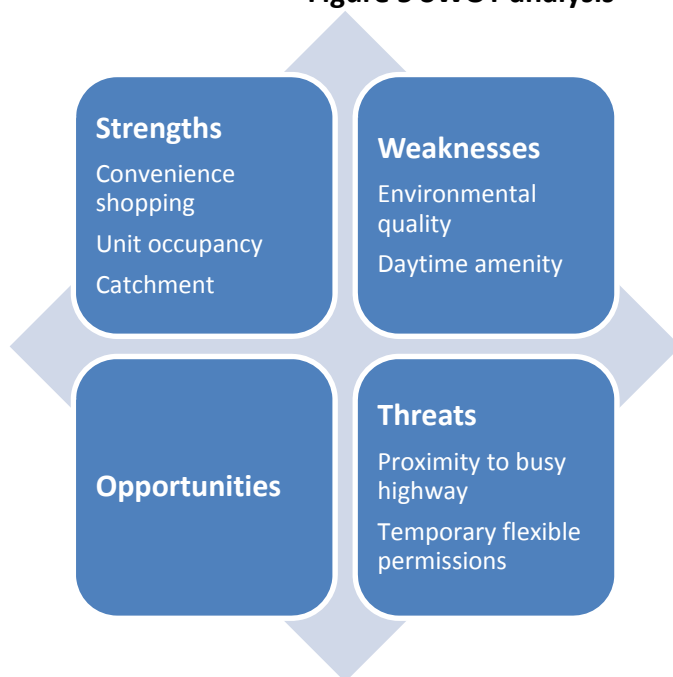 Strengths
Convenience
shopping
Unit occupancy
Catchment
Weaknesses
Environmental
quality
Daytime amenity
Opportunities
Threats
Proximity to busy
highway
Temporary flexible
permissions